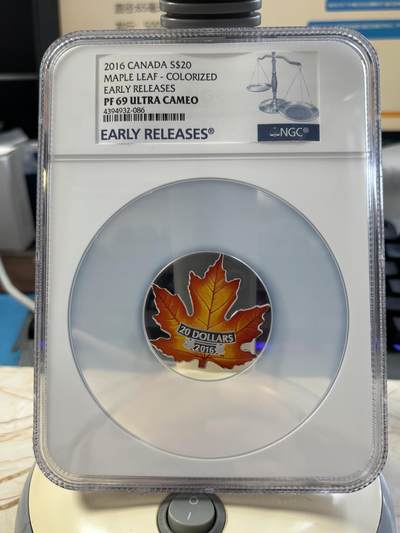 2016 CANADA S$20
MAPLE LEAF - COLORIZED
EARLY RELEASES
PF 69 ULTRA CAMEO
4394932-086
EARLY RELEASES®
NGC®
20 DOLLARS
2016